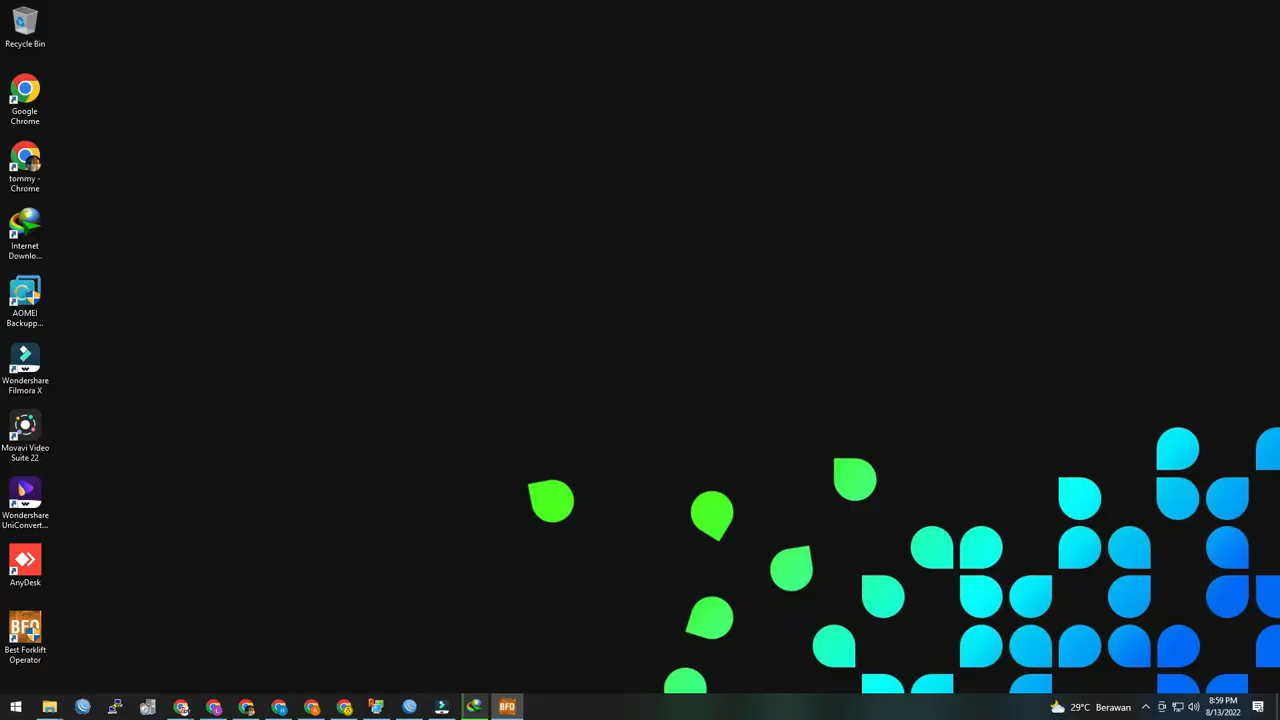 Recycle Bin
Google
Chrome
tommy -
Chrome
Internet
Downlo...
AOMEI
Backupp...
Wondershare
Filmora X
Movavi Video
Suite 22
Wondershare
UniConvert...
AnyDesk
BFO
Best Forklift
Operator
BFO
29°C Berawan
8:59 PM
8/13/2022